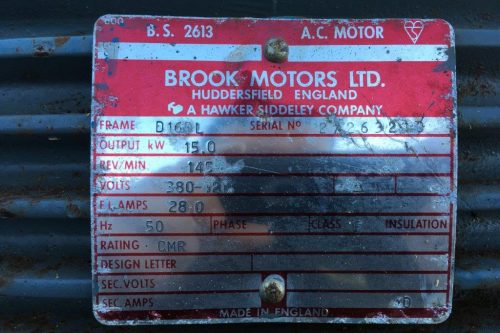 B.S. 2613 A.C. MOTOR
BROOK MOTORS LTD.
HUDDERSFIELD ENGLAND
A HAWKER SIDDELEY COMPANY
FRAME SERIAL Nº
OUTPUT KW 15.0
REV/MIN
VOLTS
F.L. AMPS 28.0
Hz 50 PHASE CLASS INSULATION
RATING CMR
DESIGN LETTER
SEC. VOLTS
SEC. AMPS
MADE IN ENGLAND